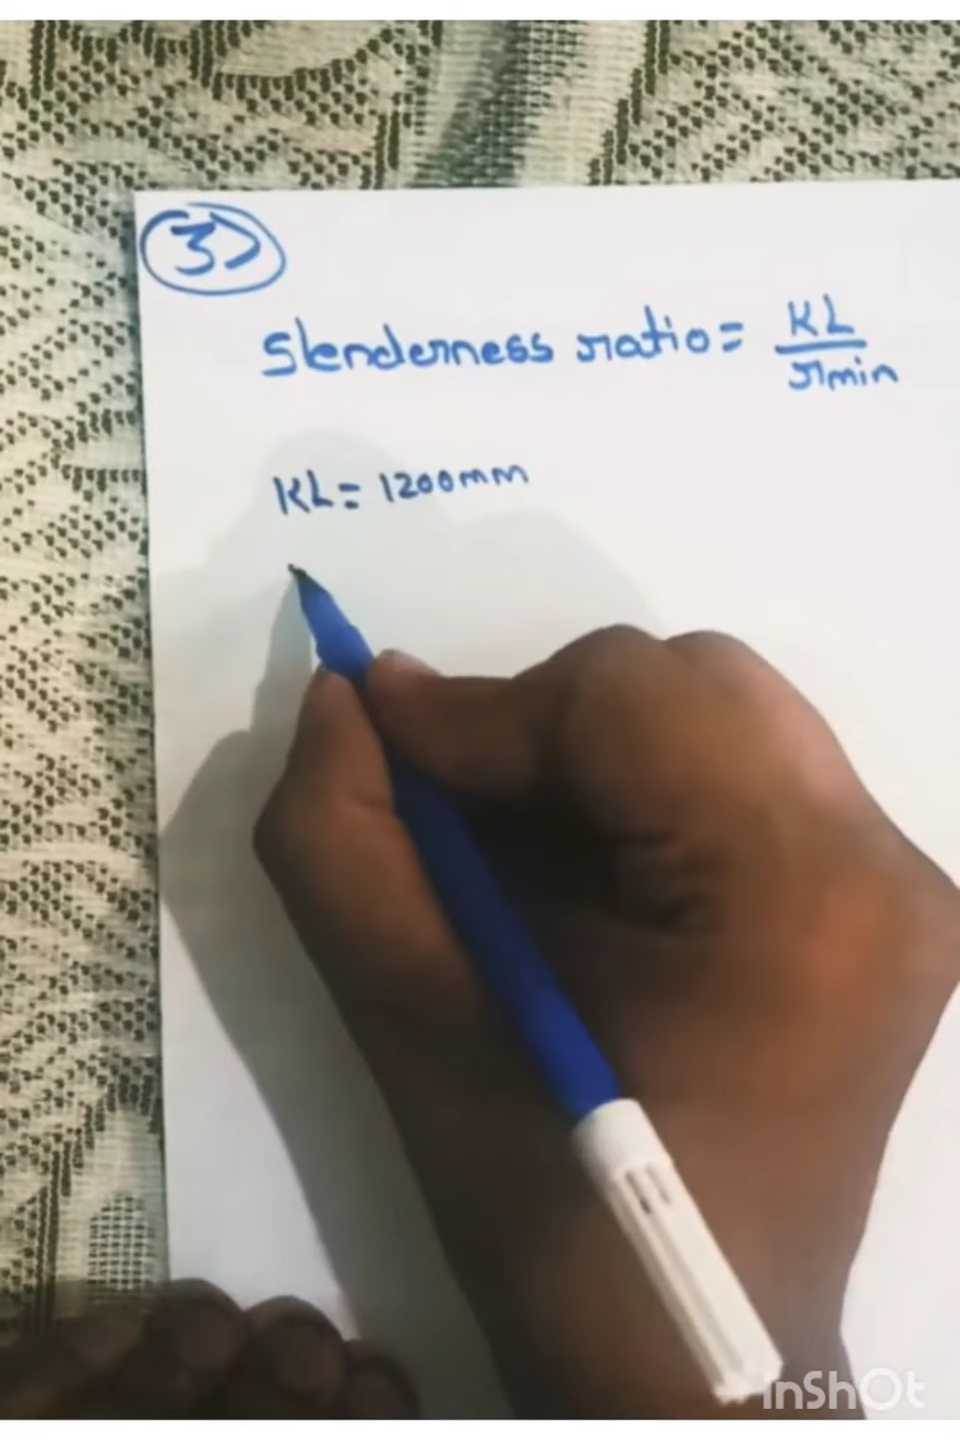 3>
Slenderness ratio = KL / rmin
KL = 1200mm
InShOt